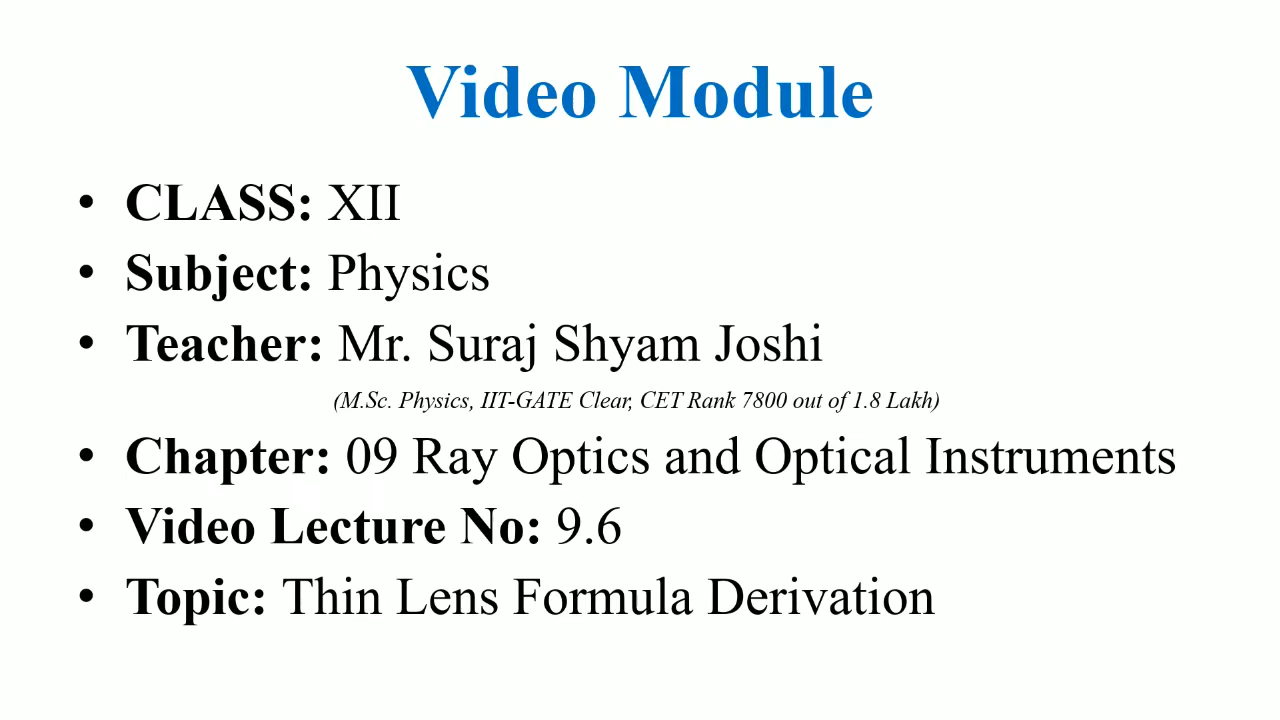 Video Module
• CLASS: XII
• Subject: Physics
• Teacher: Mr. Suraj Shyam Joshi
(M.Sc. Physics, IIT-GATE Clear, CET Rank 7800 out of 1.8 Lakh)
• Chapter: 09 Ray Optics and Optical Instruments
• Video Lecture No: 9.6
• Topic: Thin Lens Formula Derivation